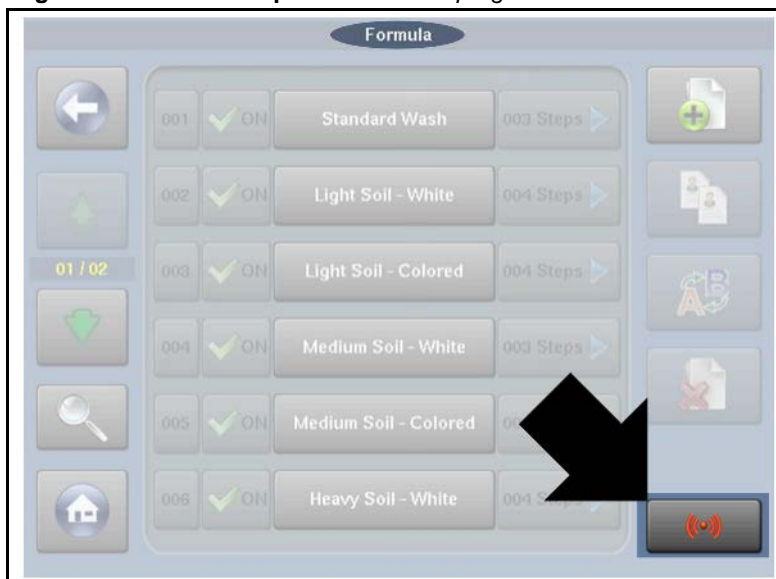 Formula
001 ON Standard Wash 003 Steps
002 ON Light Soil - White 004 Steps
003 ON Light Soil - Colored 004 Steps
01 / 02
004 ON Medium Soil - White 003 Steps
005 ON Medium Soil - Colored
006 ON Heavy Soil - White 004 Steps
A B